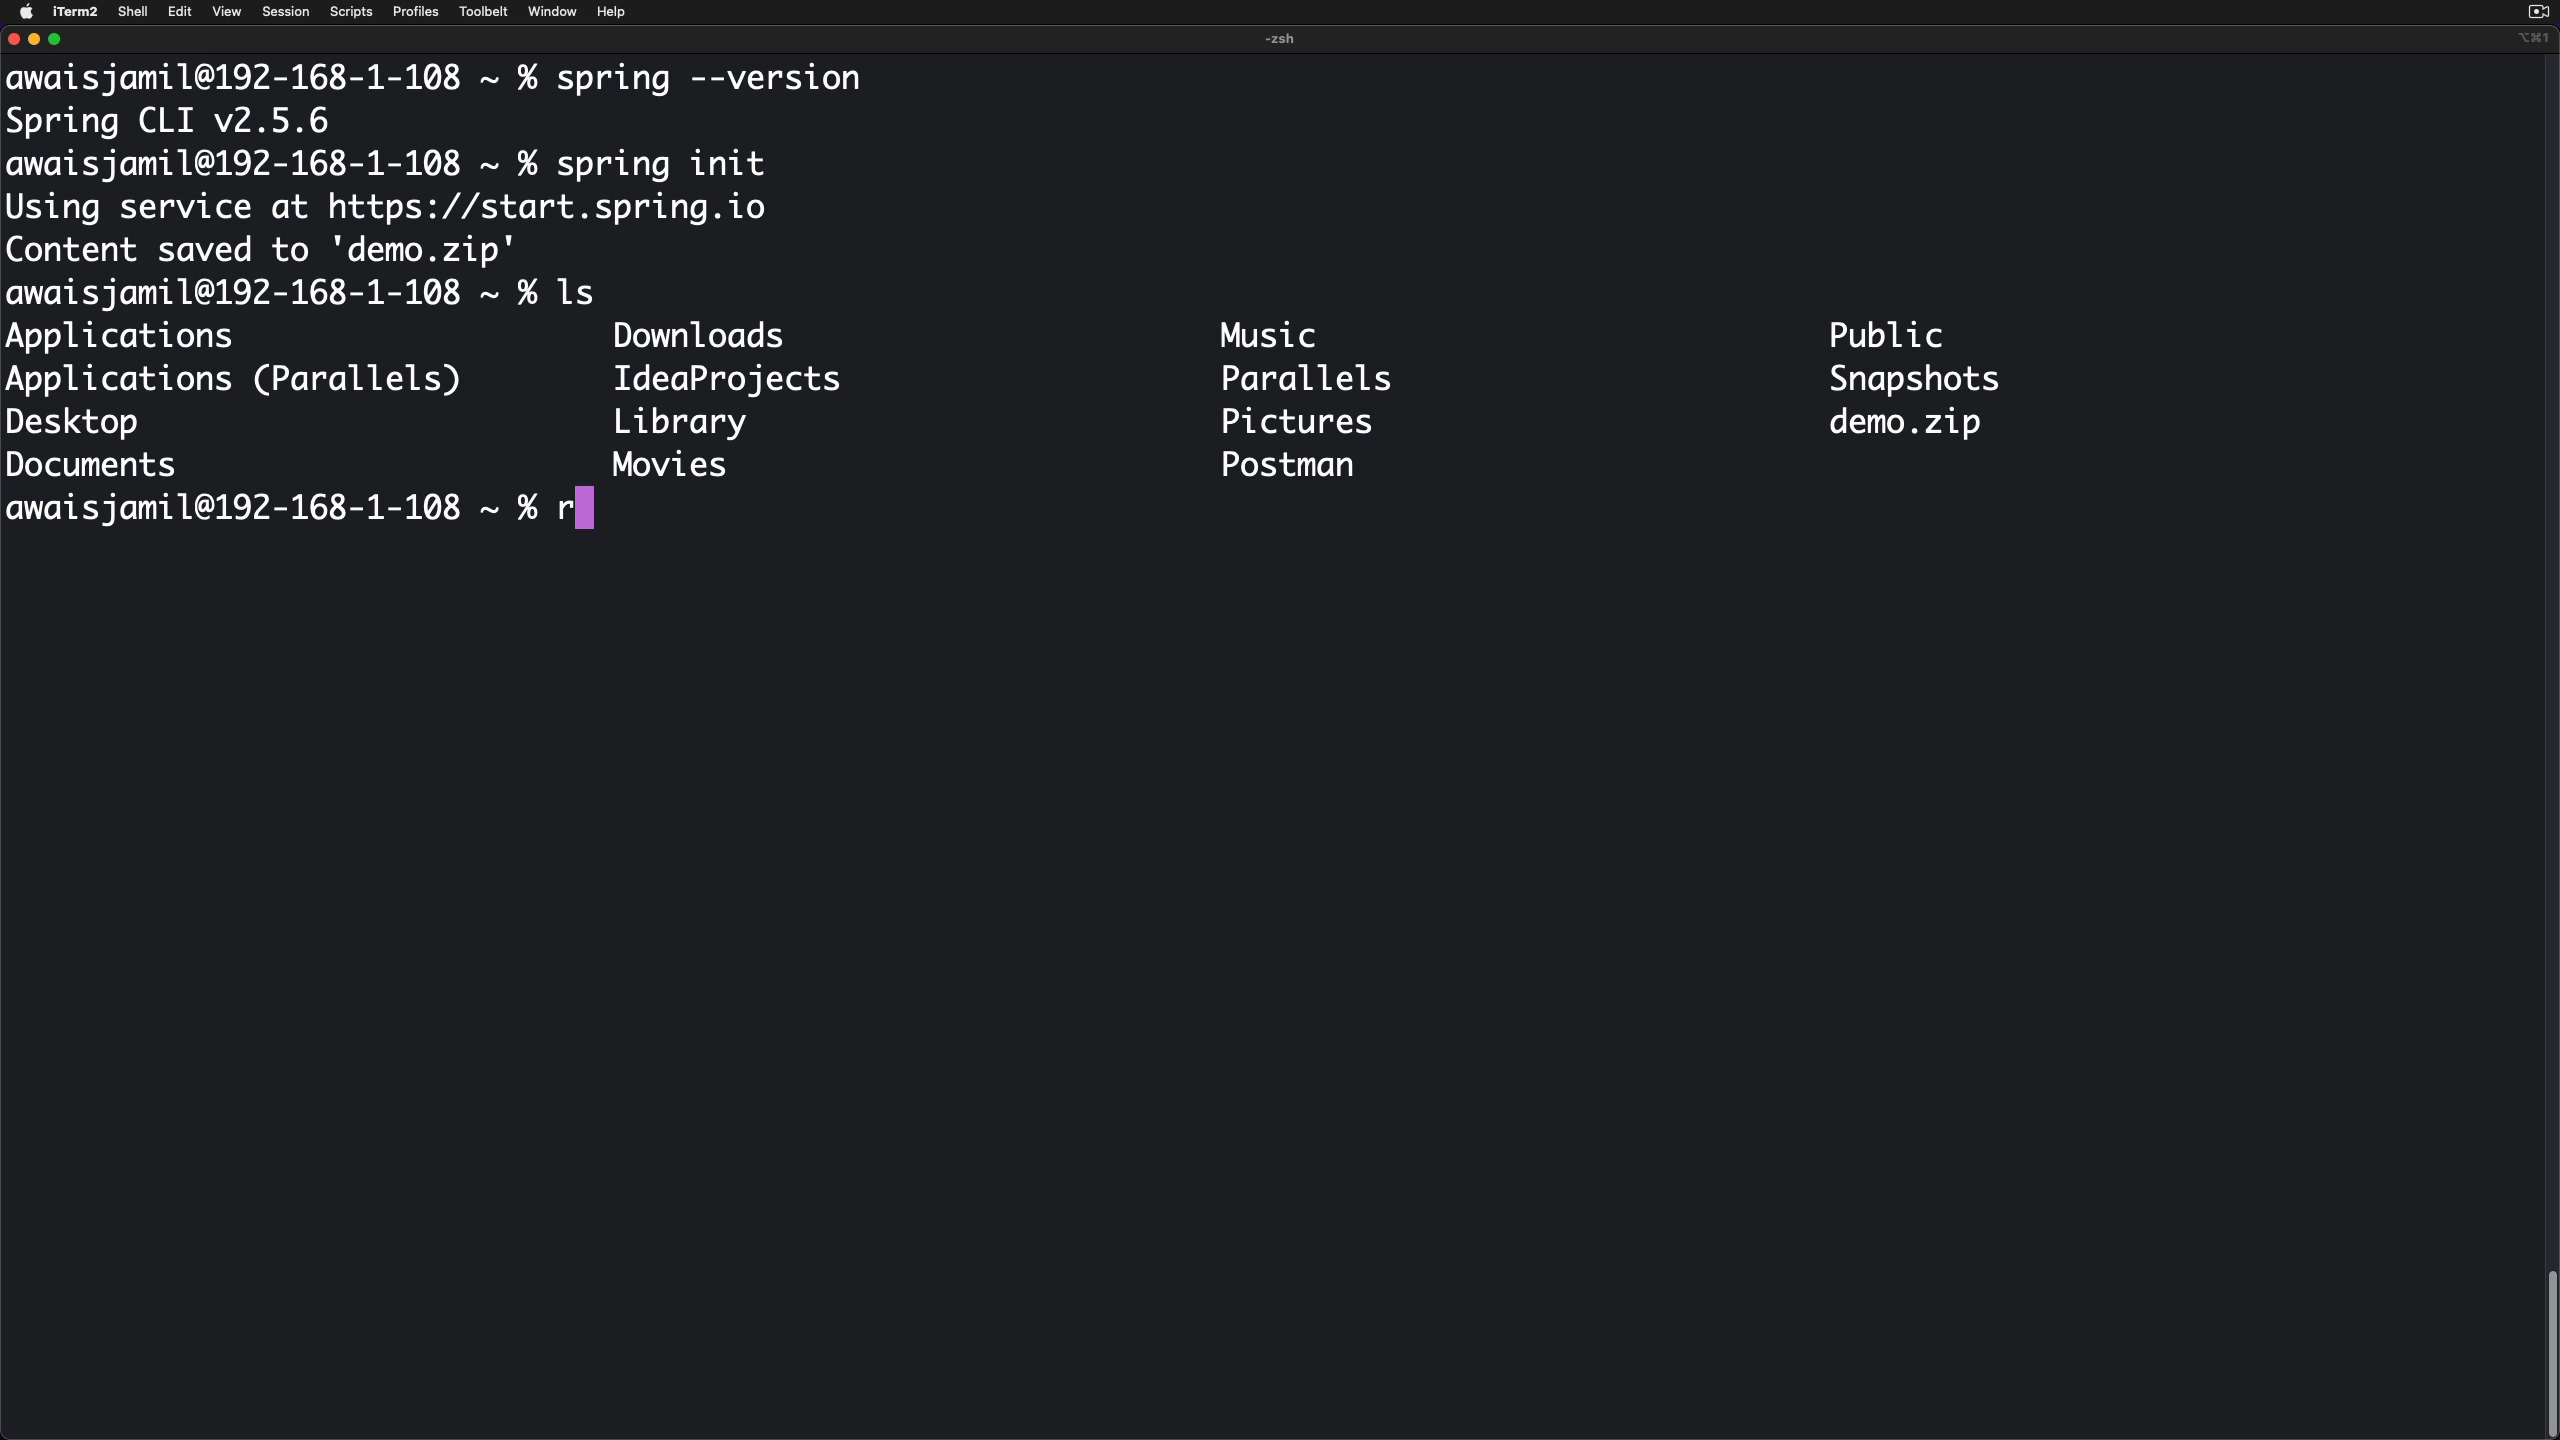 iTerm2 Shell Edit View Session Scripts Profiles Toolbelt Window Help
-zsh ⌥⌘1
awaisjamil@192-168-1-108 ~ % spring --version
Spring CLI v2.5.6
awaisjamil@192-168-1-108 ~ % spring init
Using service at https://start.spring.io
Content saved to 'demo.zip'
awaisjamil@192-168-1-108 ~ % ls
Applications Downloads Music Public
Applications (Parallels) IdeaProjects Parallels Snapshots
Desktop Library Pictures demo.zip
Documents Movies Postman
awaisjamil@192-168-1-108 ~ % r